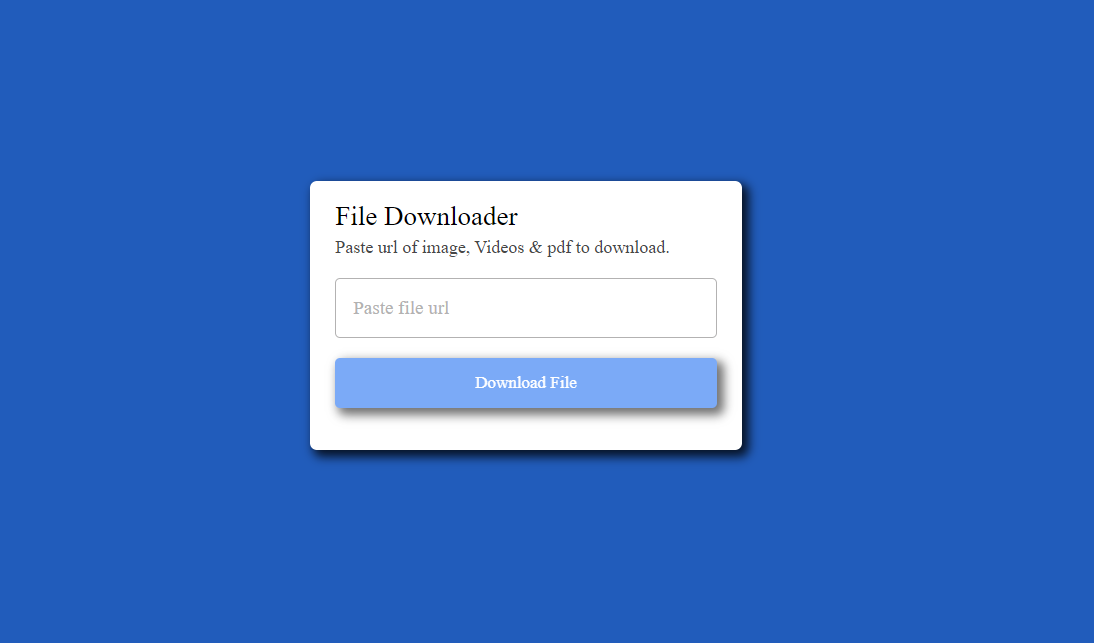 File Downloader
Paste url of image, Videos & pdf to download.
Paste file url
Download File